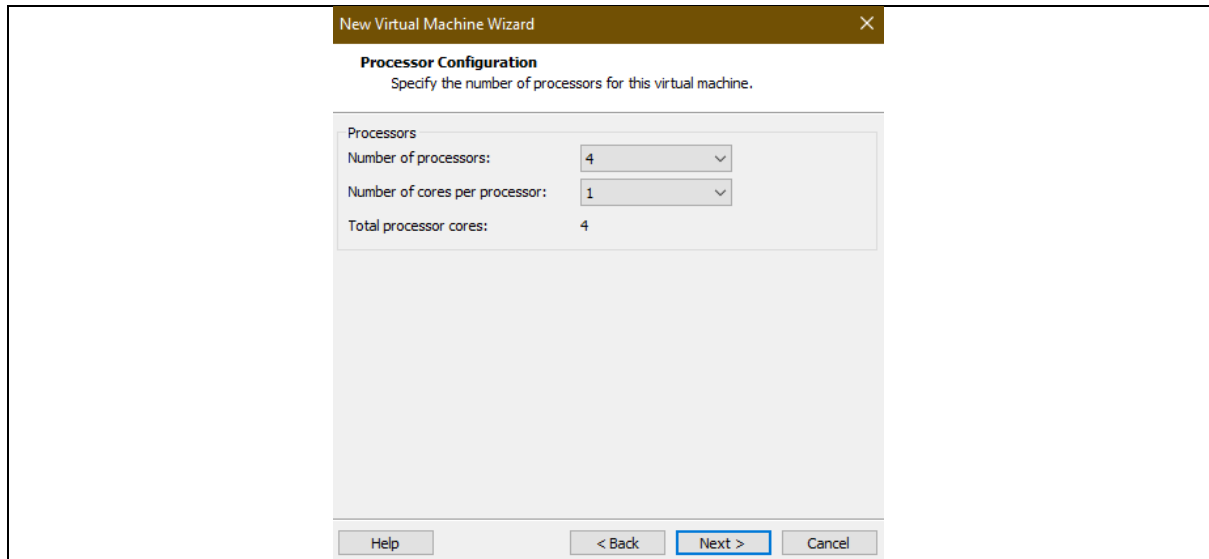 New Virtual Machine Wizard
Processor Configuration
Specify the number of processors for this virtual machine.
Processors
Number of processors: 4
Number of cores per processor: 1
Total processor cores: 4
Help < Back Next > Cancel